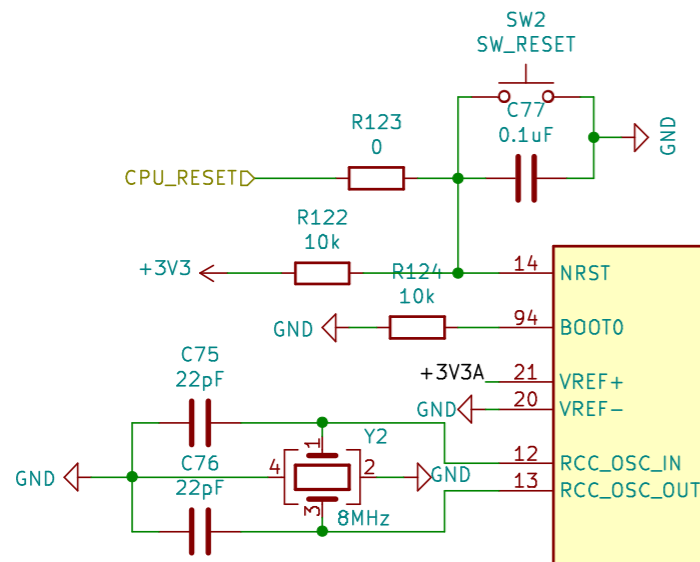 SW2
SW_RESET
C77
0.1uF
GND
R123
0
CPU_RESET
R122
10k
+3V3
R124
10k
14
NRST
GND
94
BOOT0
+3V3A
21
VREF+
GND
20
VREF-
C75
22pF
12
RCC_OSC_IN
13
RCC_OSC_OUT
Y2
1
4
2
3
GND
GND
C76
22pF
8MHz